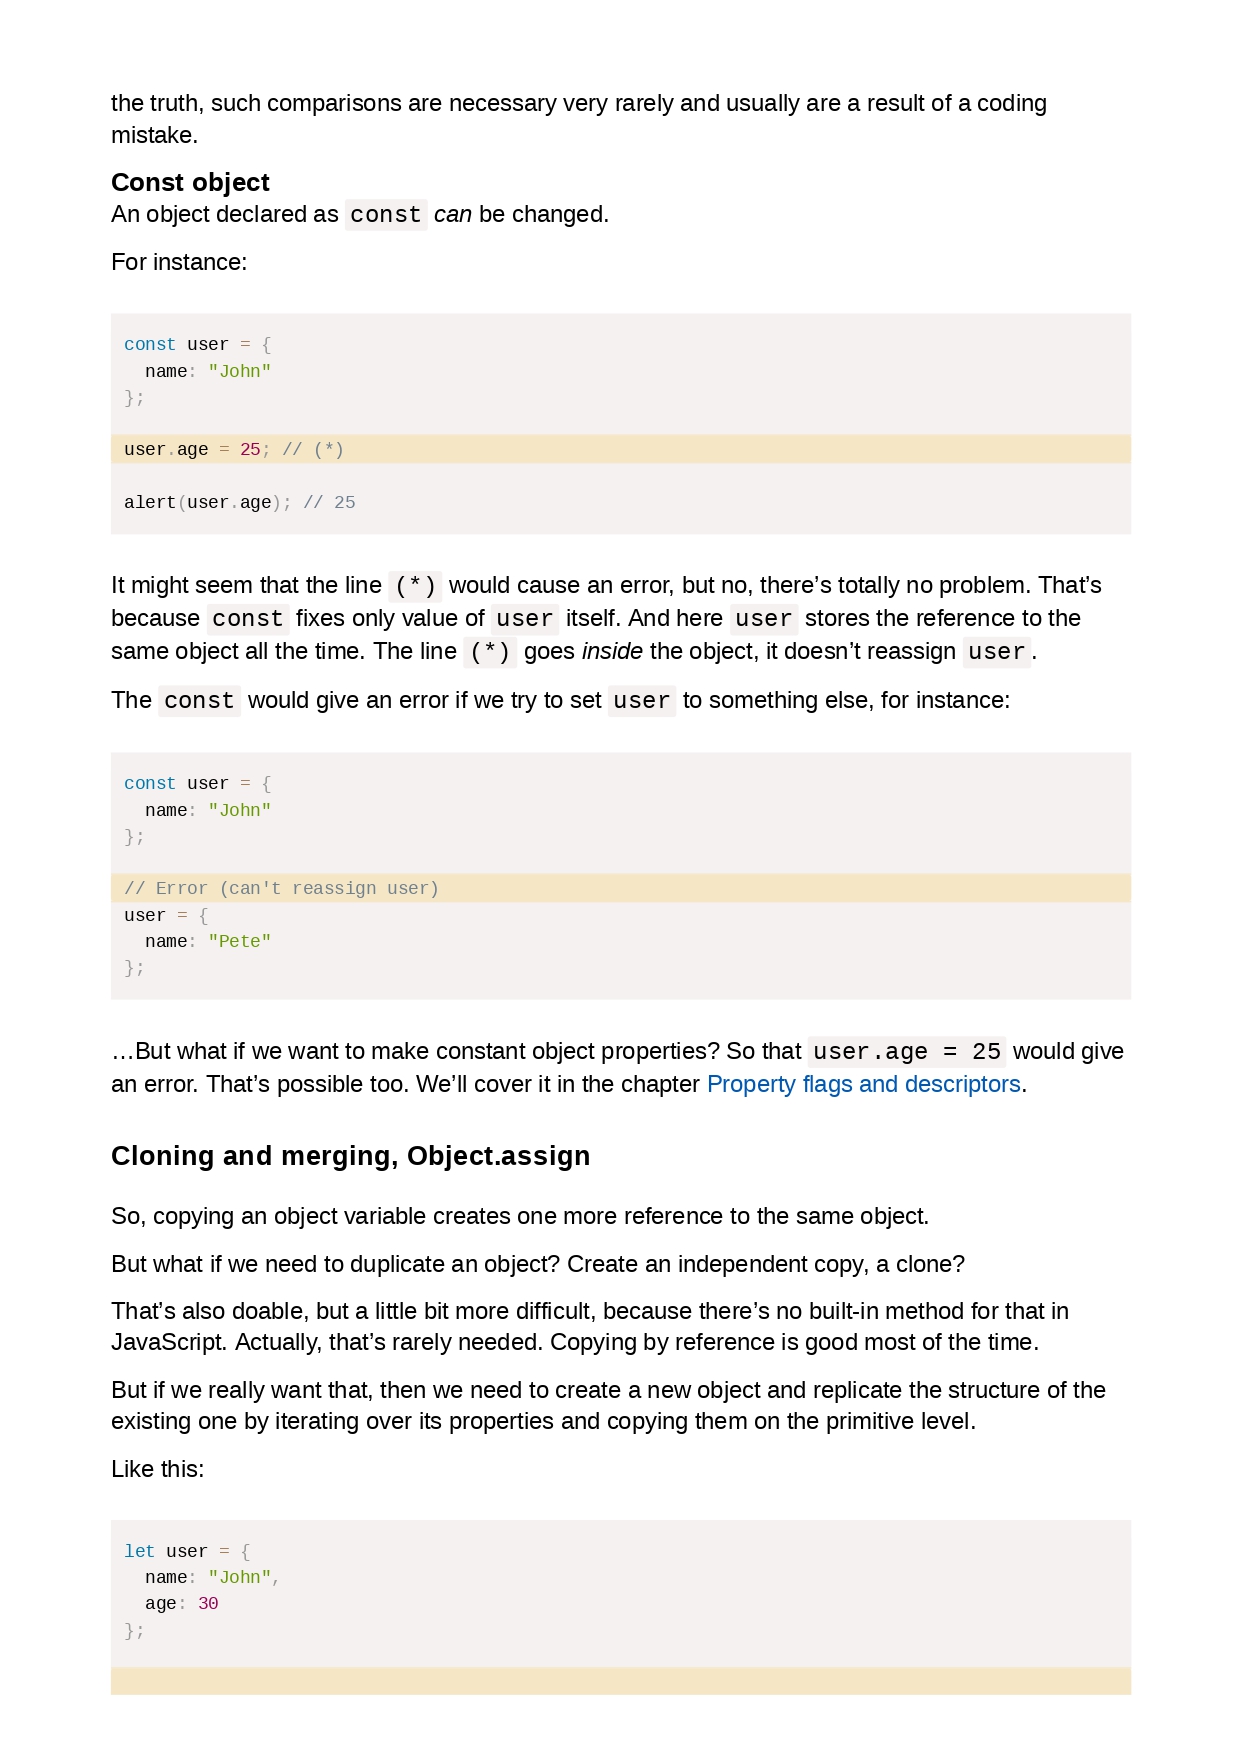 the truth, such comparisons are necessary very rarely and usually are a result of a coding
mistake.
Const object
An object declared as const can be changed.
For instance:
const user = {
  name: "John"
};
user.age = 25; // (*)
alert(user.age); // 25
It might seem that the line (*) would cause an error, but no, there’s totally no problem. That’s
because const fixes only value of user itself. And here user stores the reference to the
same object all the time. The line (*) goes inside the object, it doesn’t reassign user.
The const would give an error if we try to set user to something else, for instance:
const user = {
  name: "John"
};
// Error (can't reassign user)
user = {
  name: "Pete"
};
…But what if we want to make constant object properties? So that user.age = 25 would give
an error. That’s possible too. We’ll cover it in the chapter Property flags and descriptors.
Cloning and merging, Object.assign
So, copying an object variable creates one more reference to the same object.
But what if we need to duplicate an object? Create an independent copy, a clone?
That’s also doable, but a little bit more difficult, because there’s no built-in method for that in
JavaScript. Actually, that’s rarely needed. Copying by reference is good most of the time.
But if we really want that, then we need to create a new object and replicate the structure of the
existing one by iterating over its properties and copying them on the primitive level.
Like this:
let user = {
  name: "John",
  age: 30
};